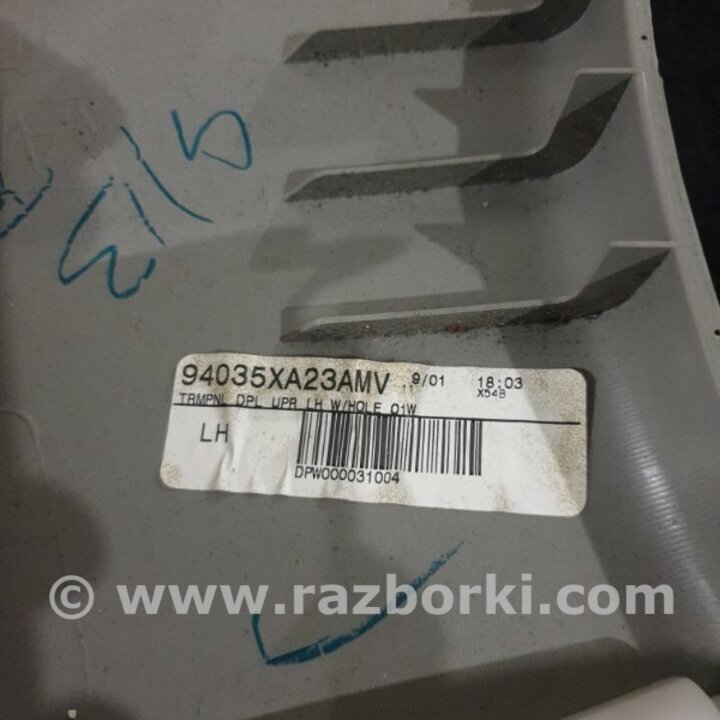 94035XA23AMV 9/01 18:03
X54B
TRMPNL DPL UPR LH W/HOLE 01W
LH
DPW000031004
© www.razborki.com